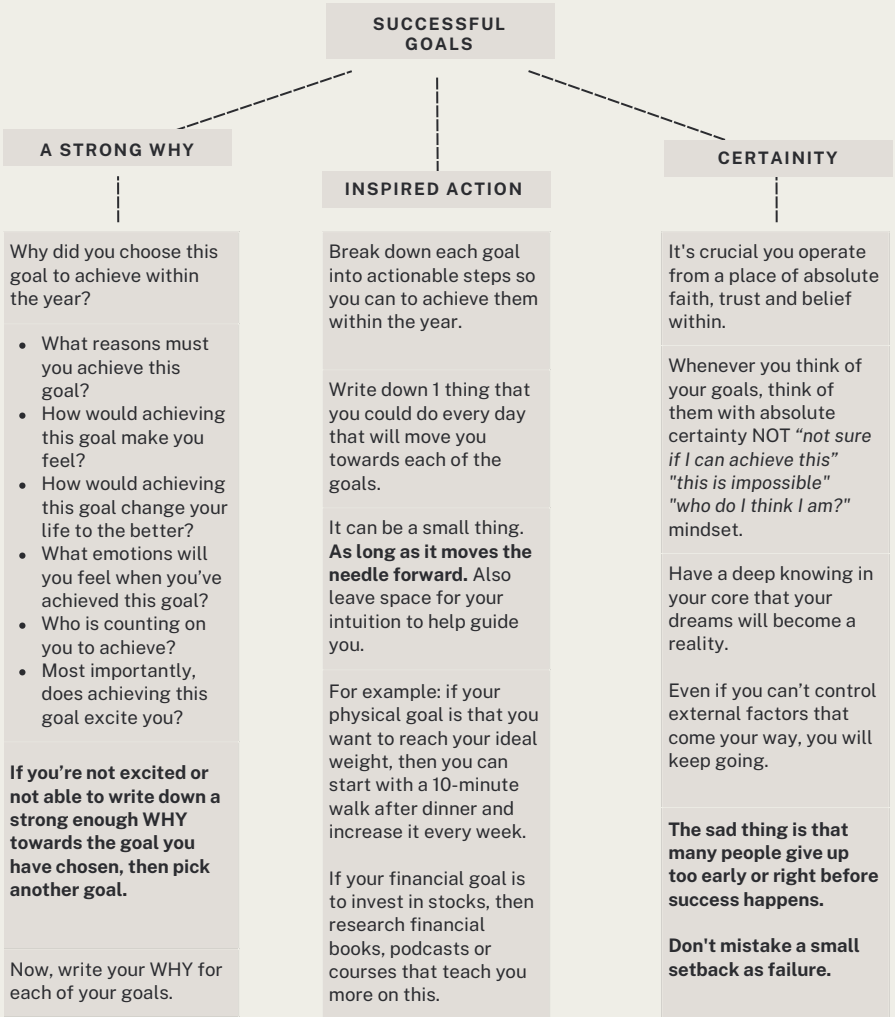 SUCCESSFUL
GOALS
A STRONG WHY
Why did you choose this
goal to achieve within
the year?
• What reasons must
you achieve this
goal?
• How would achieving
this goal make you
feel?
• How would achieving
this goal change your
life to the better?
• What emotions will
you feel when you’ve
achieved this goal?
• Who is counting on
you to achieve?
• Most importantly,
does achieving this
goal excite you?
If you’re not excited or
not able to write down a
strong enough WHY
towards the goal you
have chosen, then pick
another goal.
Now, write your WHY for
each of your goals.
INSPIRED ACTION
Break down each goal
into actionable steps so
you can to achieve them
within the year.
Write down 1 thing that
you could do every day
that will move you
towards each of the
goals.
It can be a small thing.
As long as it moves the
needle forward. Also
leave space for your
intuition to help guide
you.
For example: if your
physical goal is that you
want to reach your ideal
weight, then you can
start with a 10-minute
walk after dinner and
increase it every week.
If your financial goal is
to invest in stocks, then
research financial
books, podcasts or
courses that teach you
more on this.
CERTAINITY
It's crucial you operate
from a place of absolute
faith, trust and belief
within.
Whenever you think of
your goals, think of
them with absolute
certainty NOT “not sure
if I can achieve this”
"this is impossible"
"who do I think I am?"
mindset.
Have a deep knowing in
your core that your
dreams will become a
reality.
Even if you can’t control
external factors that
come your way, you will
keep going.
The sad thing is that
many people give up
too early or right before
success happens.
Don't mistake a small
setback as failure.